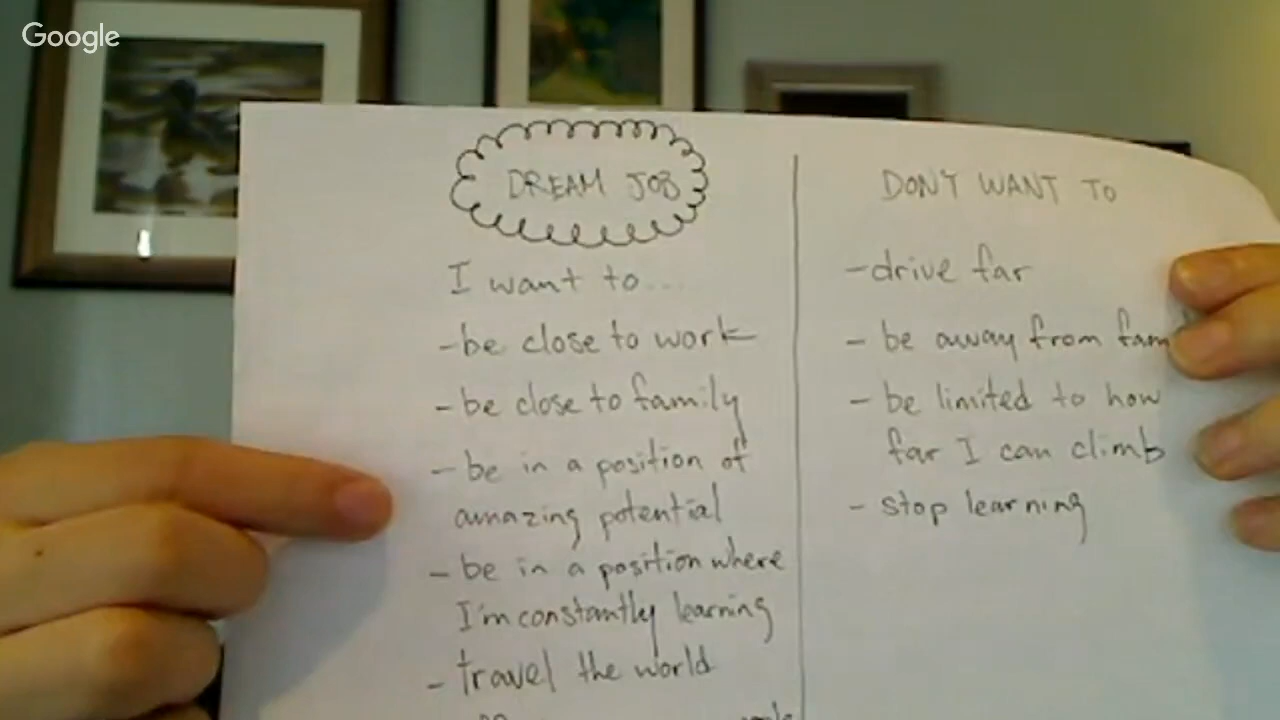 Google
DREAM JOB
I want to....
- be close to work
- be close to family
- be in a position of
amazing potential
- be in a position where
I'm constantly learning
- travel the world
DON'T WANT TO
- drive far
- be away from fam
- be limited to how
far I can climb
- stop learning